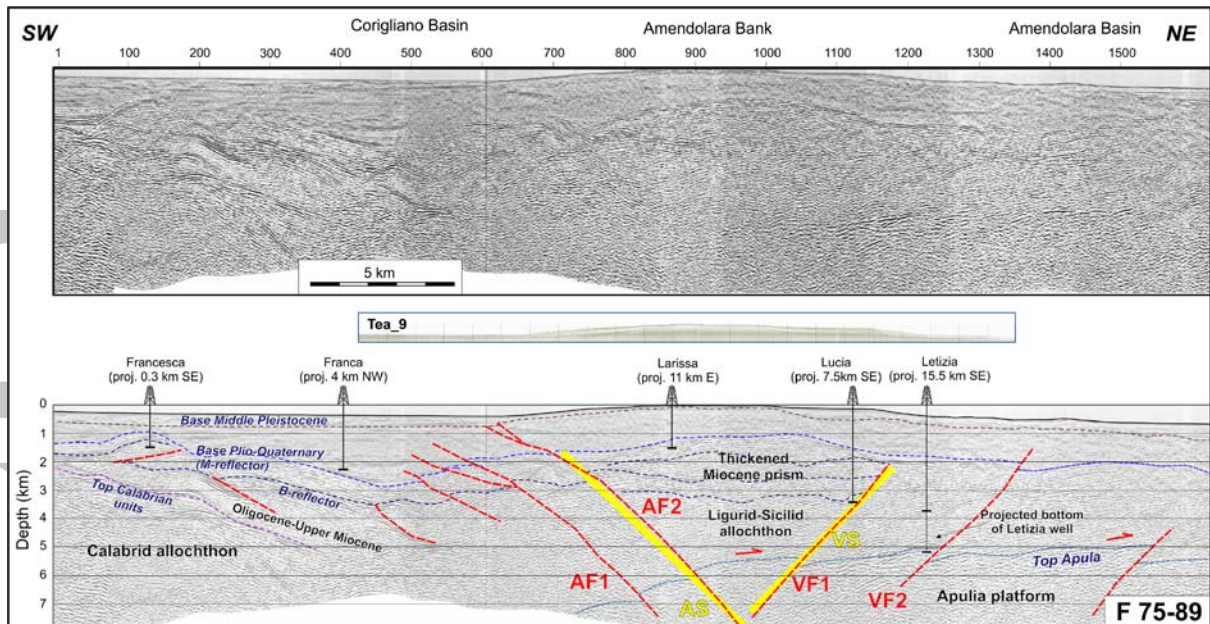 Corigliano Basin Amendolara Bank Amendolara Basin
SW NE
1 100 200 300 400 500 600 700 800 900 1000 1100 1200 1300 1400 1500
5 km
Tea_9
Francesca Franca Larissa Lucia Letizia
(proj. 0.3 km SE) (proj. 4 km NW) (proj. 11 km E) (proj. 7.5km SE) (proj. 15.5 km SE)
0
Base Middle Pleistocene
1
Base Plio-Quaternary
(M-reflector)
Thickened
Miocene prism
2
Top Calabrian
units
B-reflector
3
Oligocene-Upper Miocene
AF2
Ligurid-Sicilid
allochthon
Projected bottom
of Letizia well
4
Depth (km)
Calabrid allochthon
VS
5
Top Apula
AF1
VF1
VF2
6
Apulia platform
AS
7
F 75-89